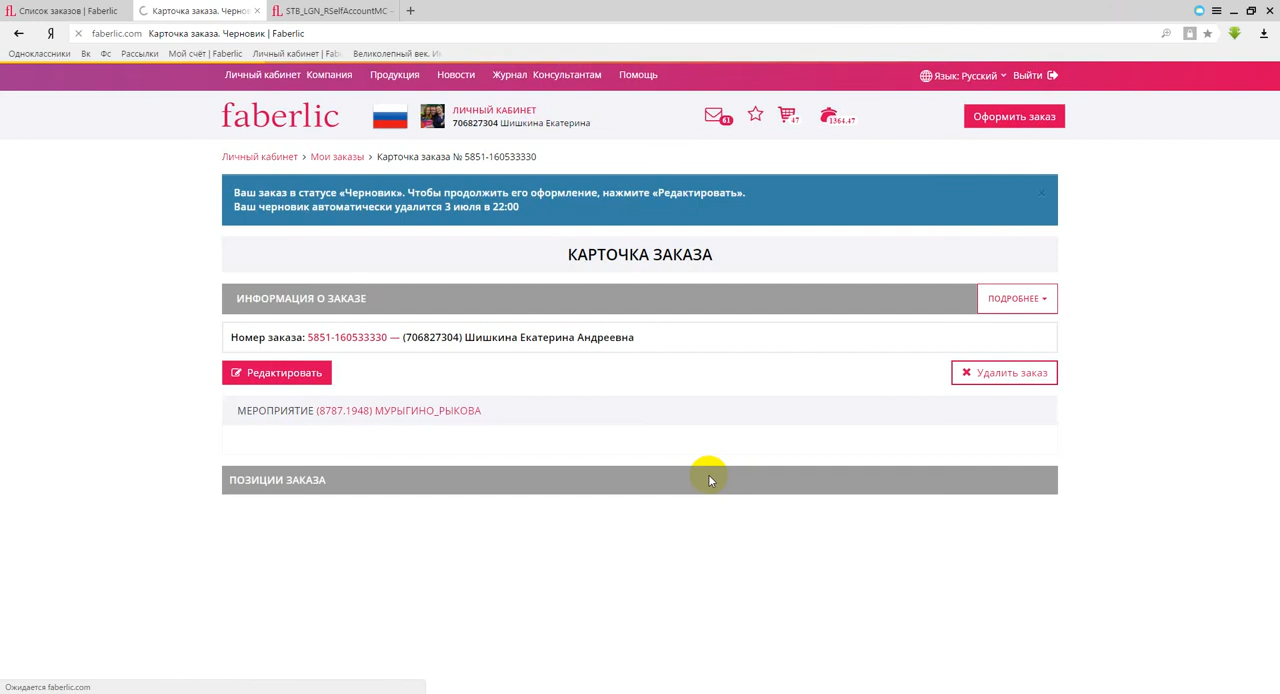 Список заказов | Faberlic
Карточка заказа. Чернов
STB_LGN_RSelfAccountMC
faberlic.com Карточка заказа. Черновик | Faberlic
Одноклассники Вк Фс Рассылки Мой счёт | Faberlic Личный кабинет | Fab Великолепный век. И
Личный кабинет Компания Продукция Новости Журнал Консультантам Помощь Язык: Русский Выйти
faberlic
ЛИЧНЫЙ КАБИНЕТ
706827304 Шишкина Екатерина
61
47
1364.47
Оформить заказ
Личный кабинет > Мои заказы > Карточка заказа № 5851-160533330
Ваш заказ в статусе «Черновик». Чтобы продолжить его оформление, нажмите «Редактировать».
Ваш черновик автоматически удалится 3 июля в 22:00
КАРТОЧКА ЗАКАЗА
ИНФОРМАЦИЯ О ЗАКАЗЕ
ПОДРОБНЕЕ
Номер заказа: 5851-160533330 — (706827304) Шишкина Екатерина Андреевна
Редактировать
Удалить заказ
МЕРОПРИЯТИЕ (8787.1948) МУРЫГИНО_РЫКОВА
ПОЗИЦИИ ЗАКАЗА
Ожидается faberlic.com